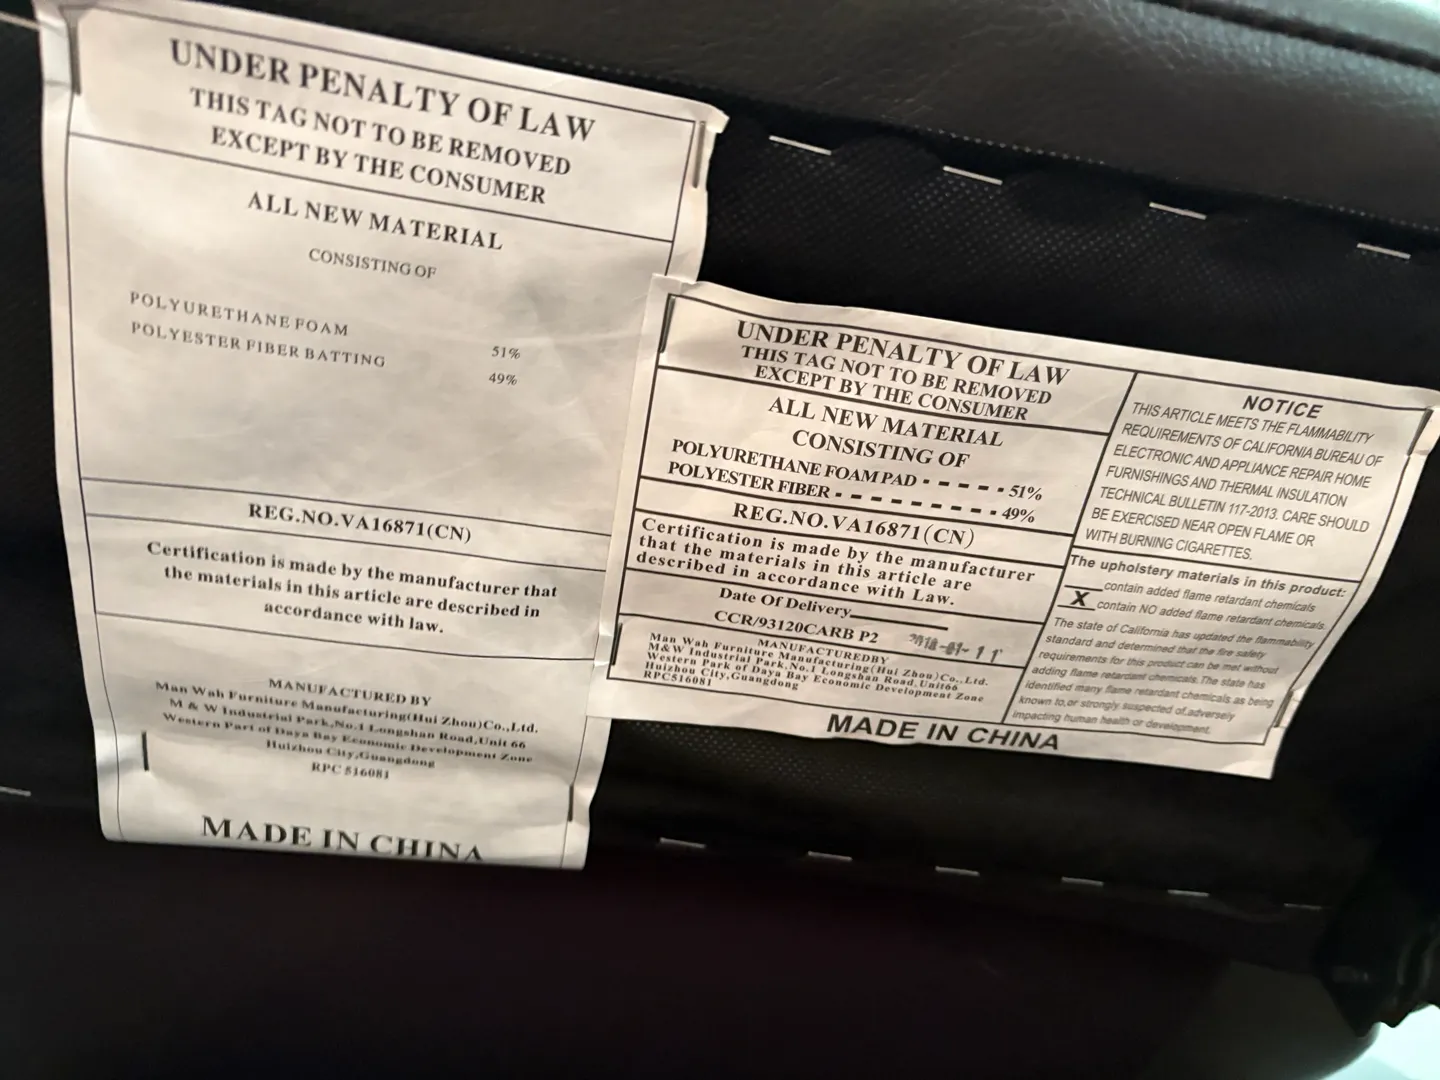 UNDER PENALTY OF LAW
THIS TAG NOT TO BE REMOVED
EXCEPT BY THE CONSUMER
ALL NEW MATERIAL
CONSISTING OF
POLYURETHANE FOAM 51%
POLYESTER FIBER BATTING 49%
REG.NO.VA16871(CN)
Certification is made by the manufacturer that
the materials in this article are described in
accordance with law.
MANUFACTURED BY
Man Wah Furniture Manufacturing(Hui Zhou)Co.,Ltd.
M & W Industrial Park,No.1 Longshan Road,Unit 66
Western Part of Daya Bay Economic Development Zone
Huizhou City,Guangdong
RPC 516081
MADE IN CHINA
UNDER PENALTY OF LAW
THIS TAG NOT TO BE REMOVED
EXCEPT BY THE CONSUMER
ALL NEW MATERIAL
CONSISTING OF
POLYURETHANE FOAM PAD - - - - - 51%
POLYESTER FIBER - - - - - - - - - 49%
REG.NO.VA16871(CN)
Certification is made by the manufacturer
that the materials in this article are
described in accordance with Law.
Date Of Delivery
CCR/93120CARB P2 2018-01-11
MANUFACTUREDBY
Man Wah Furniture Manufacturing(Hui Zhou)Co.,Ltd.
M&W Industrial Park,No.1 Longshan Road,Unit66
Western Park of Daya Bay Economic Development Zone
Huizhou City,Guangdong
RPC516081
MADE IN CHINA
NOTICE
THIS ARTICLE MEETS THE FLAMMABILITY
REQUIREMENTS OF CALIFORNIA BUREAU OF
ELECTRONIC AND APPLIANCE REPAIR HOME
FURNISHINGS AND THERMAL INSULATION
TECHNICAL BULLETIN 117-2013. CARE SHOULD
BE EXERCISED NEAR OPEN FLAME OR
WITH BURNING CIGARETTES.
The upholstery materials in this product:
contain added flame retardant chemicals
X contain NO added flame retardant chemicals.
The state of California has updated the flammability
standard and determined that the fire safety
requirements for this product can be met without
adding flame retardant chemicals. The state has
identified many flame retardant chemicals as being
known to,or strongly suspected of,adversely
impacting human health or development.